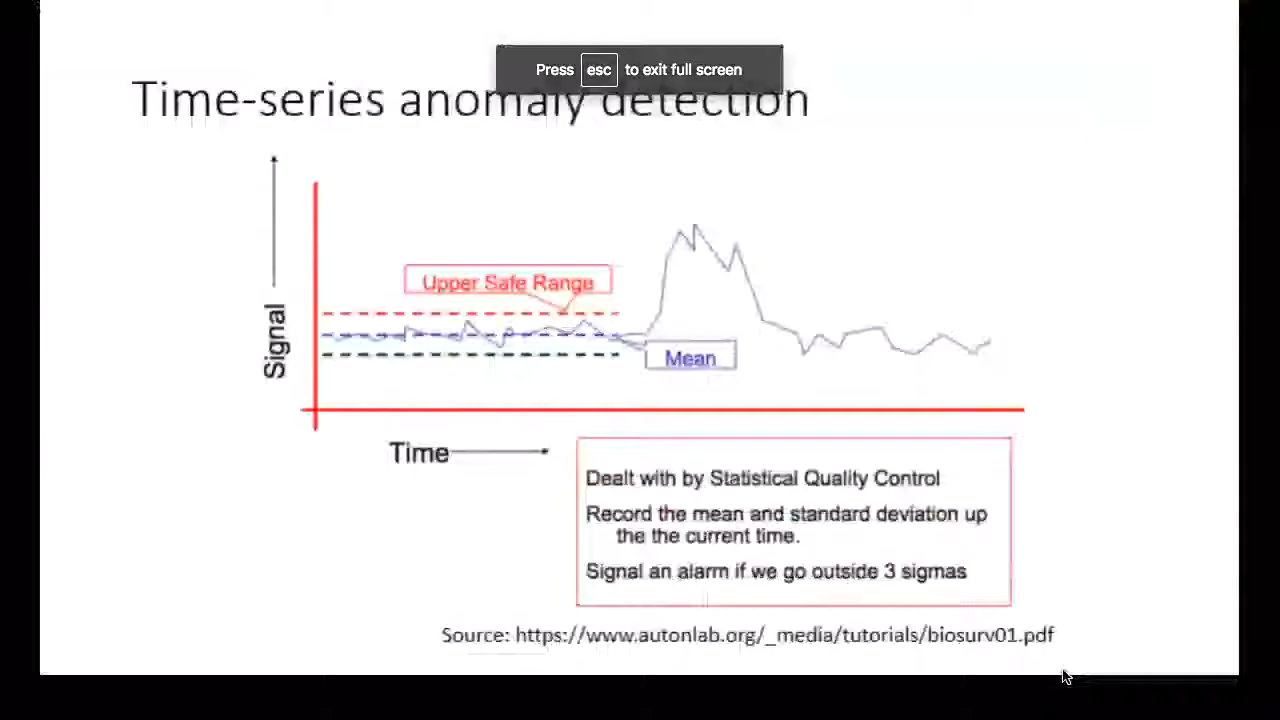 Press esc to exit full screen
Time-series anomaly detection
Upper Safe Range
Signal
Mean
Time
Dealt with by Statistical Quality Control
Record the mean and standard deviation up
the the current time.
Signal an alarm if we go outside 3 sigmas
Source: https://www.autonlab.org/_media/tutorials/biosurv01.pdf